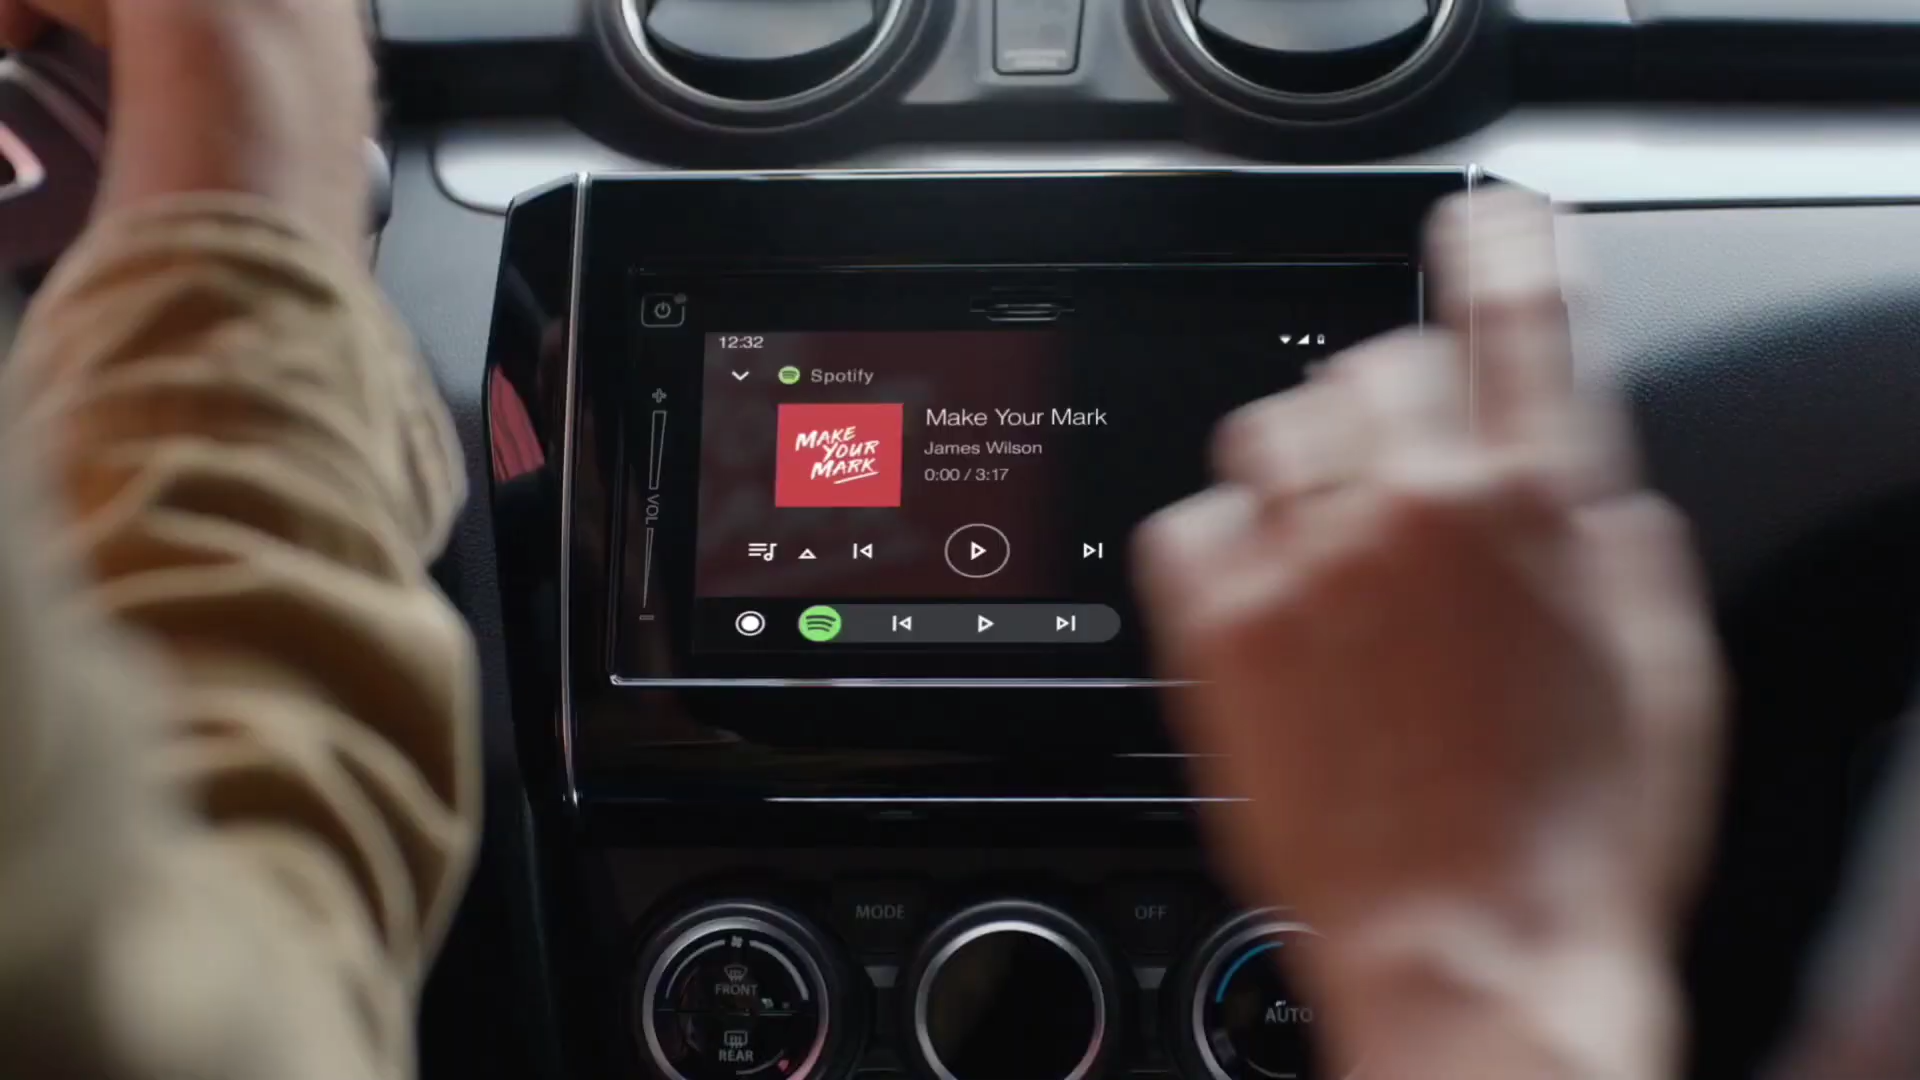 12:32
Spotify
MAKE
YOUR
MARK
Make Your Mark
James Wilson
0:00 / 3:17
VOL
MODE
OFF
FRONT
REAR
AUTO